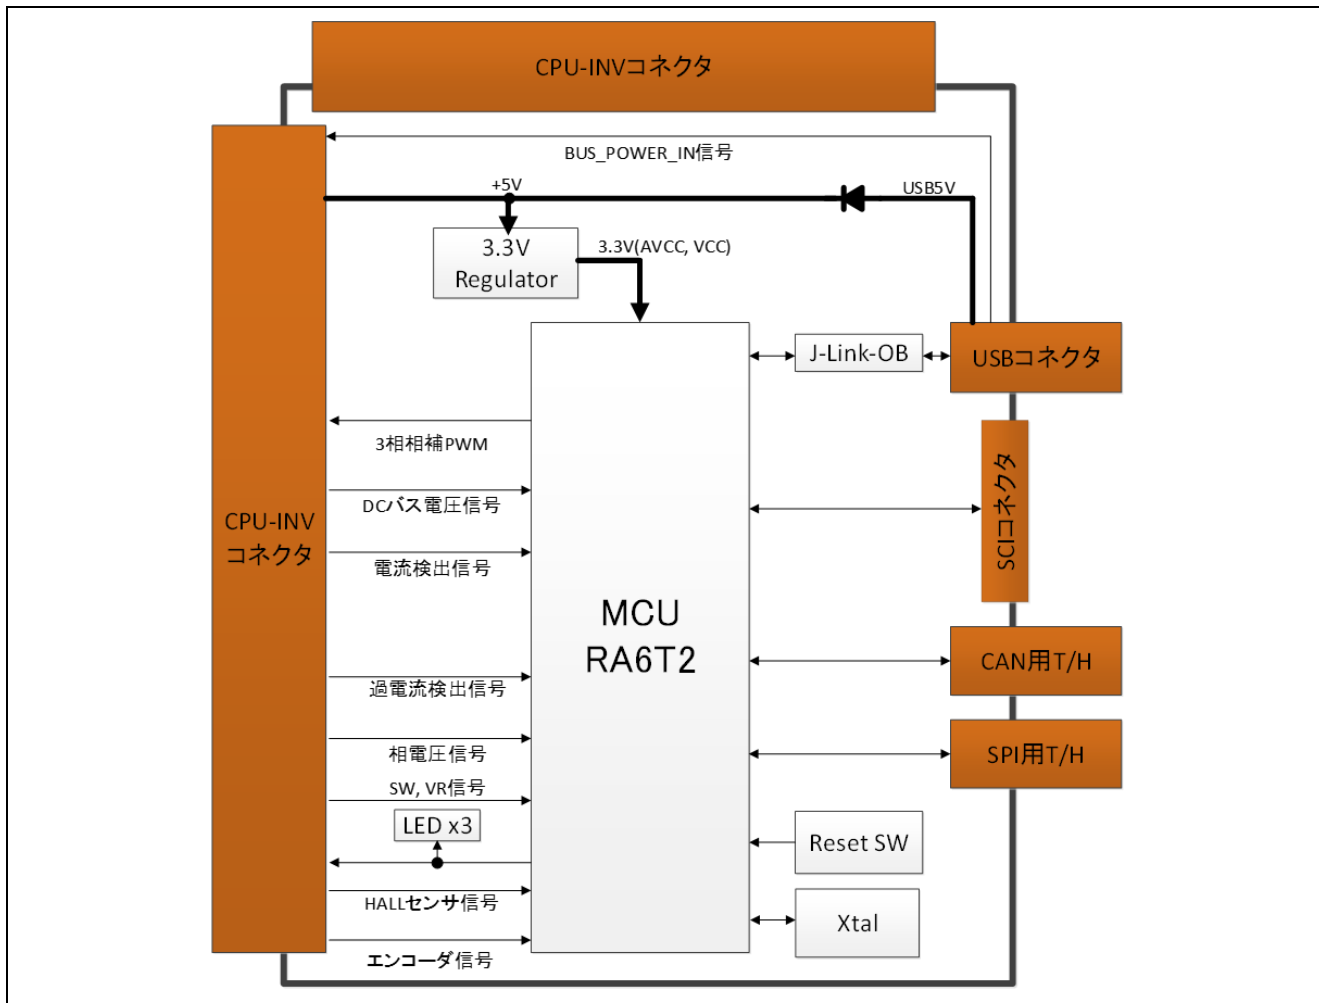 CPU-INVコネクタ
BUS_POWER_IN信号
+5V
USB5V
3.3V
Regulator
3.3V(AVCC, VCC)
J-Link-OB
USBコネクタ
3相相補PWM
DCバス電圧信号
CPU-INV
コネクタ
電流検出信号
SCIコネクタ
MCU
RA6T2
CAN用T/H
過電流検出信号
相電圧信号
SPI用T/H
SW, VR信号
LED x3
Reset SW
HALLセンサ信号
Xtal
エンコーダ信号